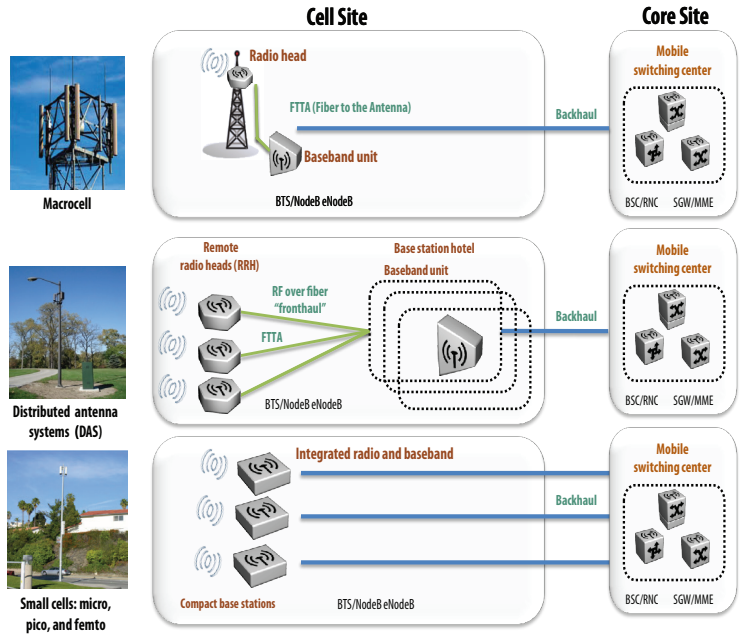 Cell Site
Core Site
Macrocell
Radio head
FTTA (Fiber to the Antenna)
Baseband unit
BTS/NodeB eNodeB
Backhaul
Mobile
switching center
BSC/RNC SGW/MME
Distributed antenna
systems (DAS)
Remote
radio heads (RRH)
RF over fiber
"fronthaul"
FTTA
Base station hotel
Baseband unit
BTS/NodeB eNodeB
Backhaul
Mobile
switching center
BSC/RNC SGW/MME
Small cells: micro,
pico, and femto
Integrated radio and baseband
Compact base stations
BTS/NodeB eNodeB
Backhaul
Mobile
switching center
BSC/RNC SGW/MME